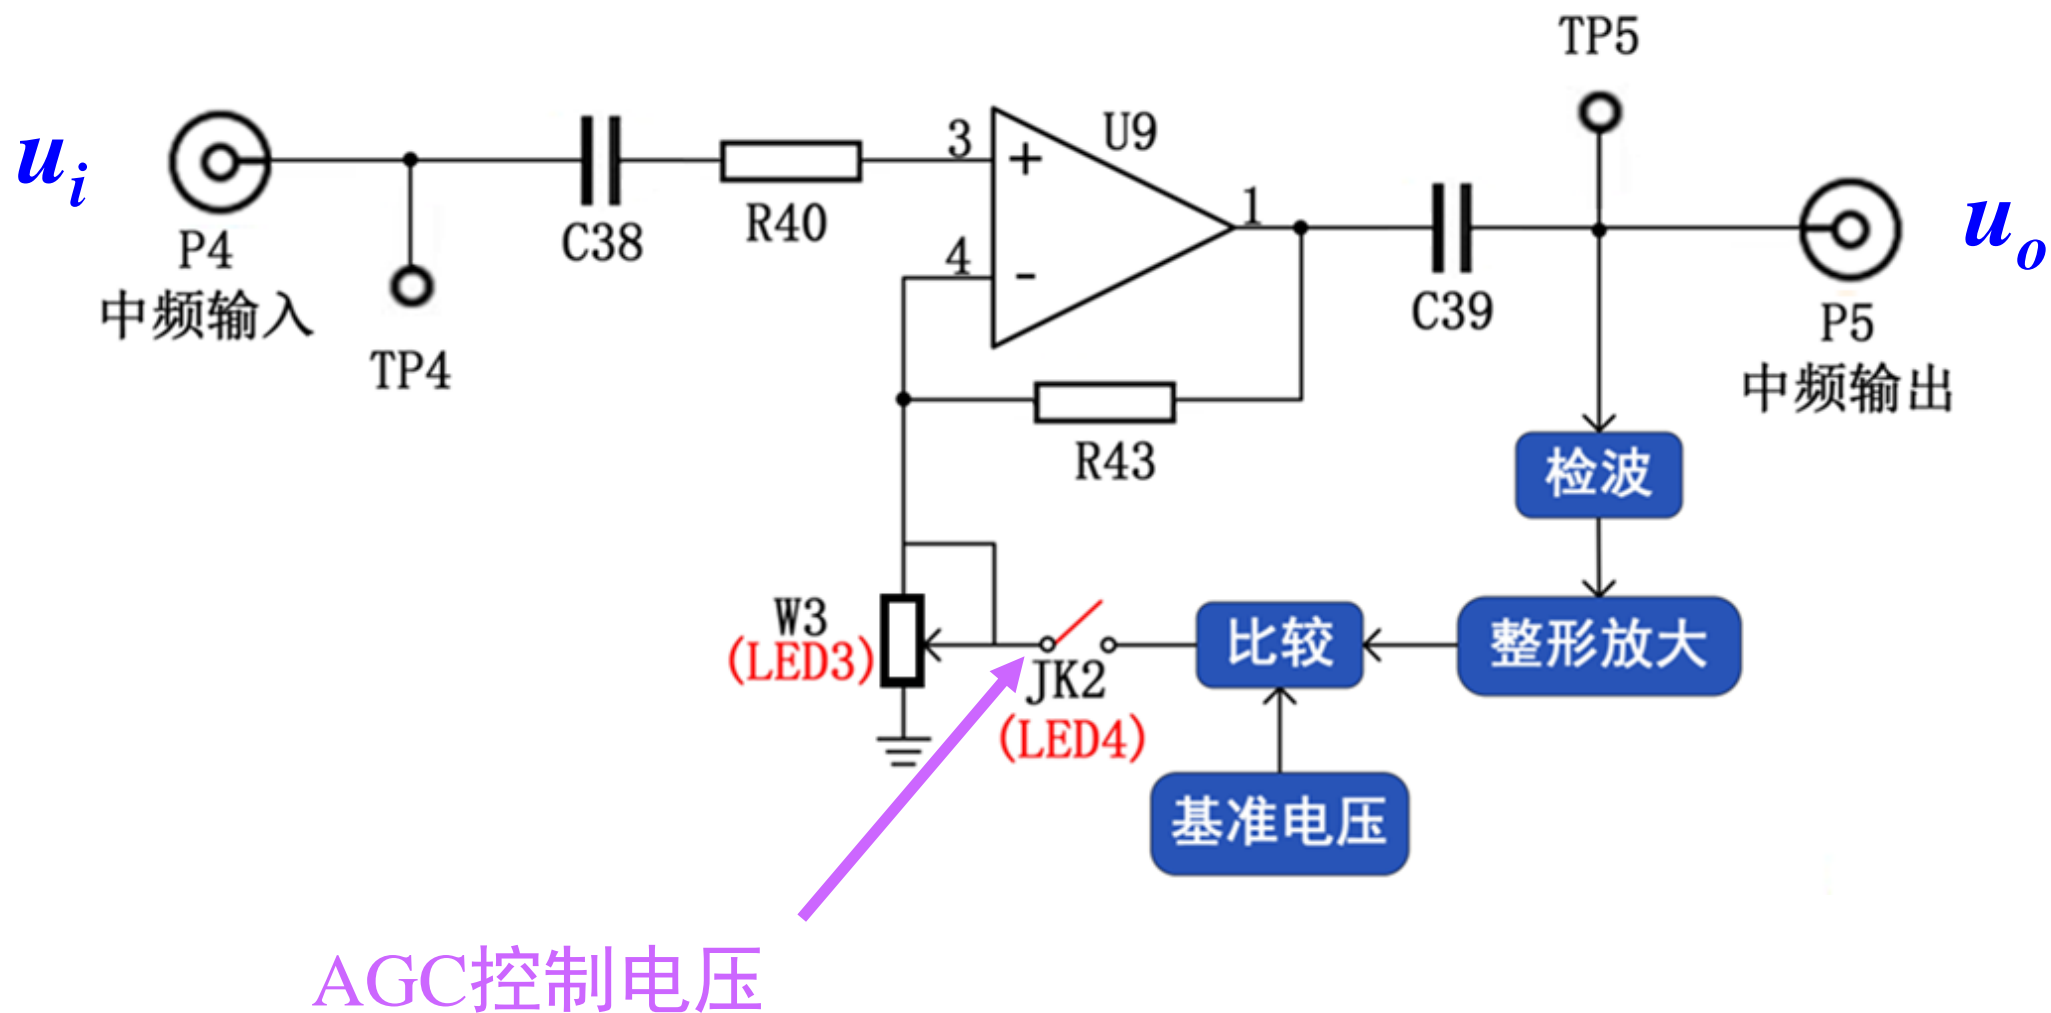 TP5
u_i
3
U9
+
1
P4
中频输入
C38
R40
4
-
u_o
C39
P5
中频输出
TP4
R43
检波
W3
(LED3)
JK2
(LED4)
比较
整形放大
基准电压
AGC控制电压